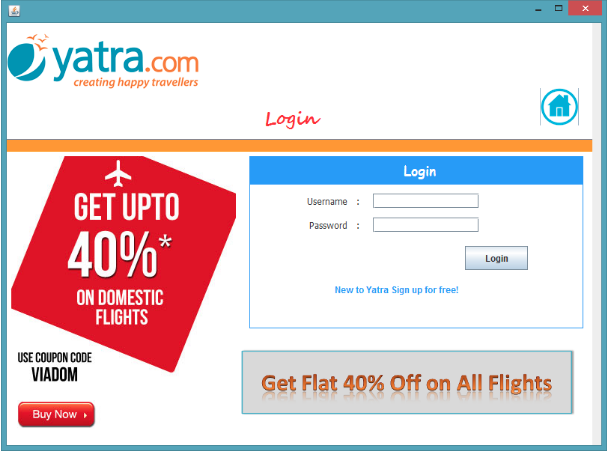 yatra.com
creating happy travellers
Login
GET UPTO
40%*
ON DOMESTIC
FLIGHTS
USE COUPON CODE
VIADOM
Buy Now
Login
Username :
Password :
Login
New to Yatra Sign up for free!
Get Flat 40% Off on All Flights